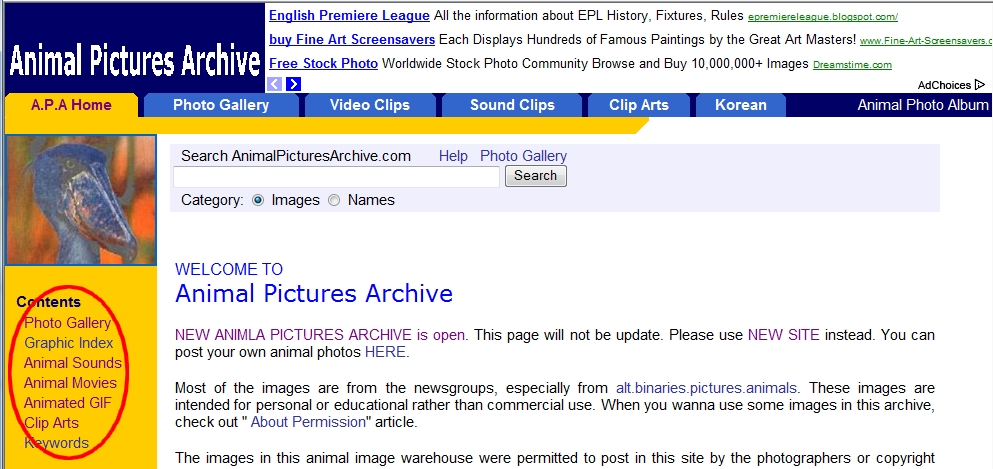 Animal Pictures Archive
English Premiere League All the information about EPL History, Fixtures, Rules epremiereleague.blogspot.com/
buy Fine Art Screensavers Each Displays Hundreds of Famous Paintings by the Great Art Masters! www.Fine-Art-Screensavers.c
Free Stock Photo Worldwide Stock Photo Community Browse and Buy 10,000,000+ Images Dreamstime.com
AdChoices
A.P.A Home Photo Gallery Video Clips Sound Clips Clip Arts Korean Animal Photo Album
Search AnimalPicturesArchive.com Help Photo Gallery
Search
Category: Images Names
Contents
Photo Gallery
Graphic Index
Animal Sounds
Animal Movies
Animated GIF
Clip Arts
Keywords
WELCOME TO
Animal Pictures Archive
NEW ANIMLA PICTURES ARCHIVE is open. This page will not be update. Please use NEW SITE instead. You can
post your own animal photos HERE.
Most of the images are from the newsgroups, especially from alt.binaries.pictures.animals. These images are
intended for personal or educational rather than commercial use. When you wanna use some images in this archive,
check out " About Permission" article.
The images in this animal image warehouse were permitted to post in this site by the photographers or copyright